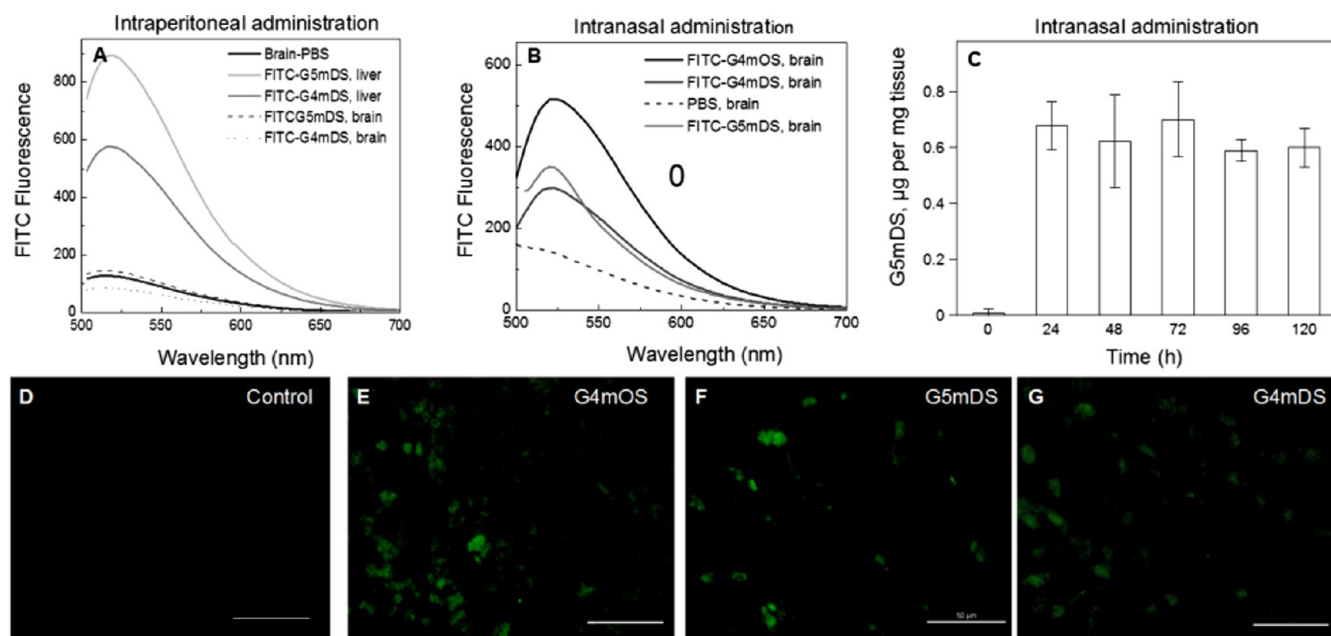 Intraperitoneal administration
A
Brain-PBS
FITC-G5mDS, liver
FITC-G4mDS, liver
FITCG5mDS, brain
FITC-G4mDS, brain
FITC Fluorescence
800
600
400
200
0
500
550
600
650
700
Wavelength (nm)
Intranasal administration
B
FITC-G4mOS, brain
FITC-G4mDS, brain
PBS, brain
FITC-G5mDS, brain
0
FITC Fluorescence
600
400
200
0
500
550
600
650
700
Wavelength (nm)
Intranasal administration
C
G5mDS, µg per mg tissue
0.8
0.6
0.4
0.2
0
0
24
48
72
96
120
Time (h)
D
Control
E
G4mOS
F
G5mDS
50 µm
G
G4mDS